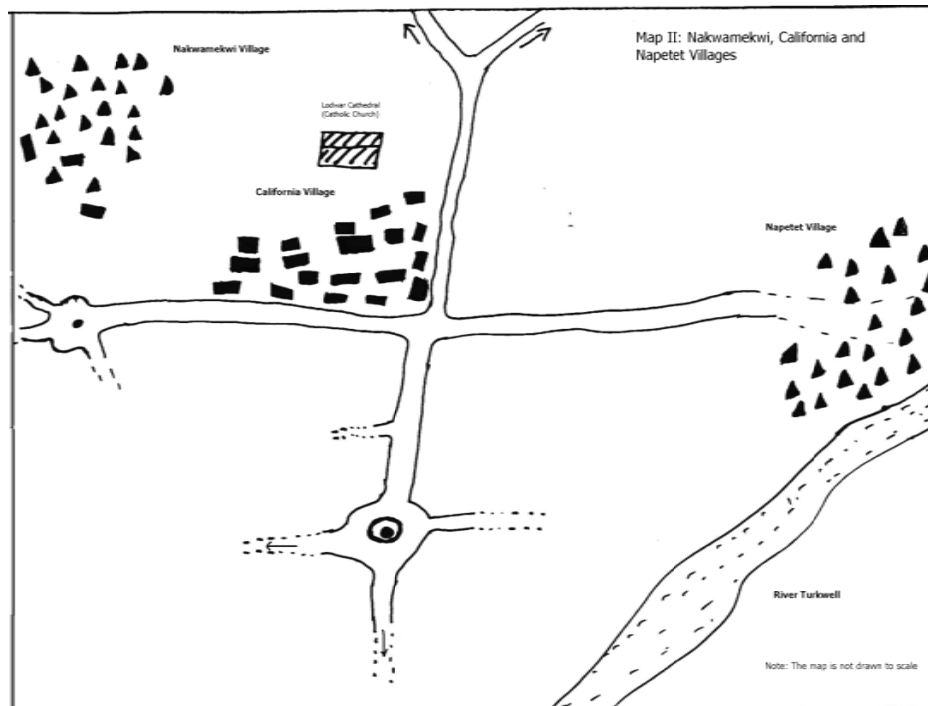 Map II: Nakwamekwi, California and
Napetet Villages
Nakwamekwi Village
Lodwar Cathedral
(Catholic Church)
California Village
Napetet Village
River Turkwell
Note: The map is not drawn to scale